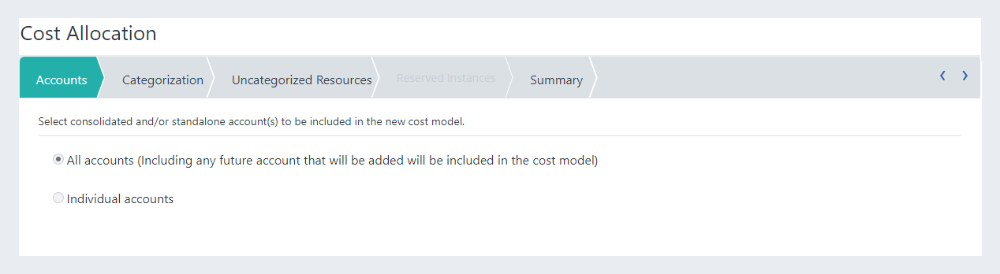 Cost Allocation
Accounts
Categorization
Uncategorized Resources
Reserved Instances
Summary
Select consolidated and/or standalone account(s) to be included in the new cost model.
All accounts (Including any future account that will be added will be included in the cost model)
Individual accounts